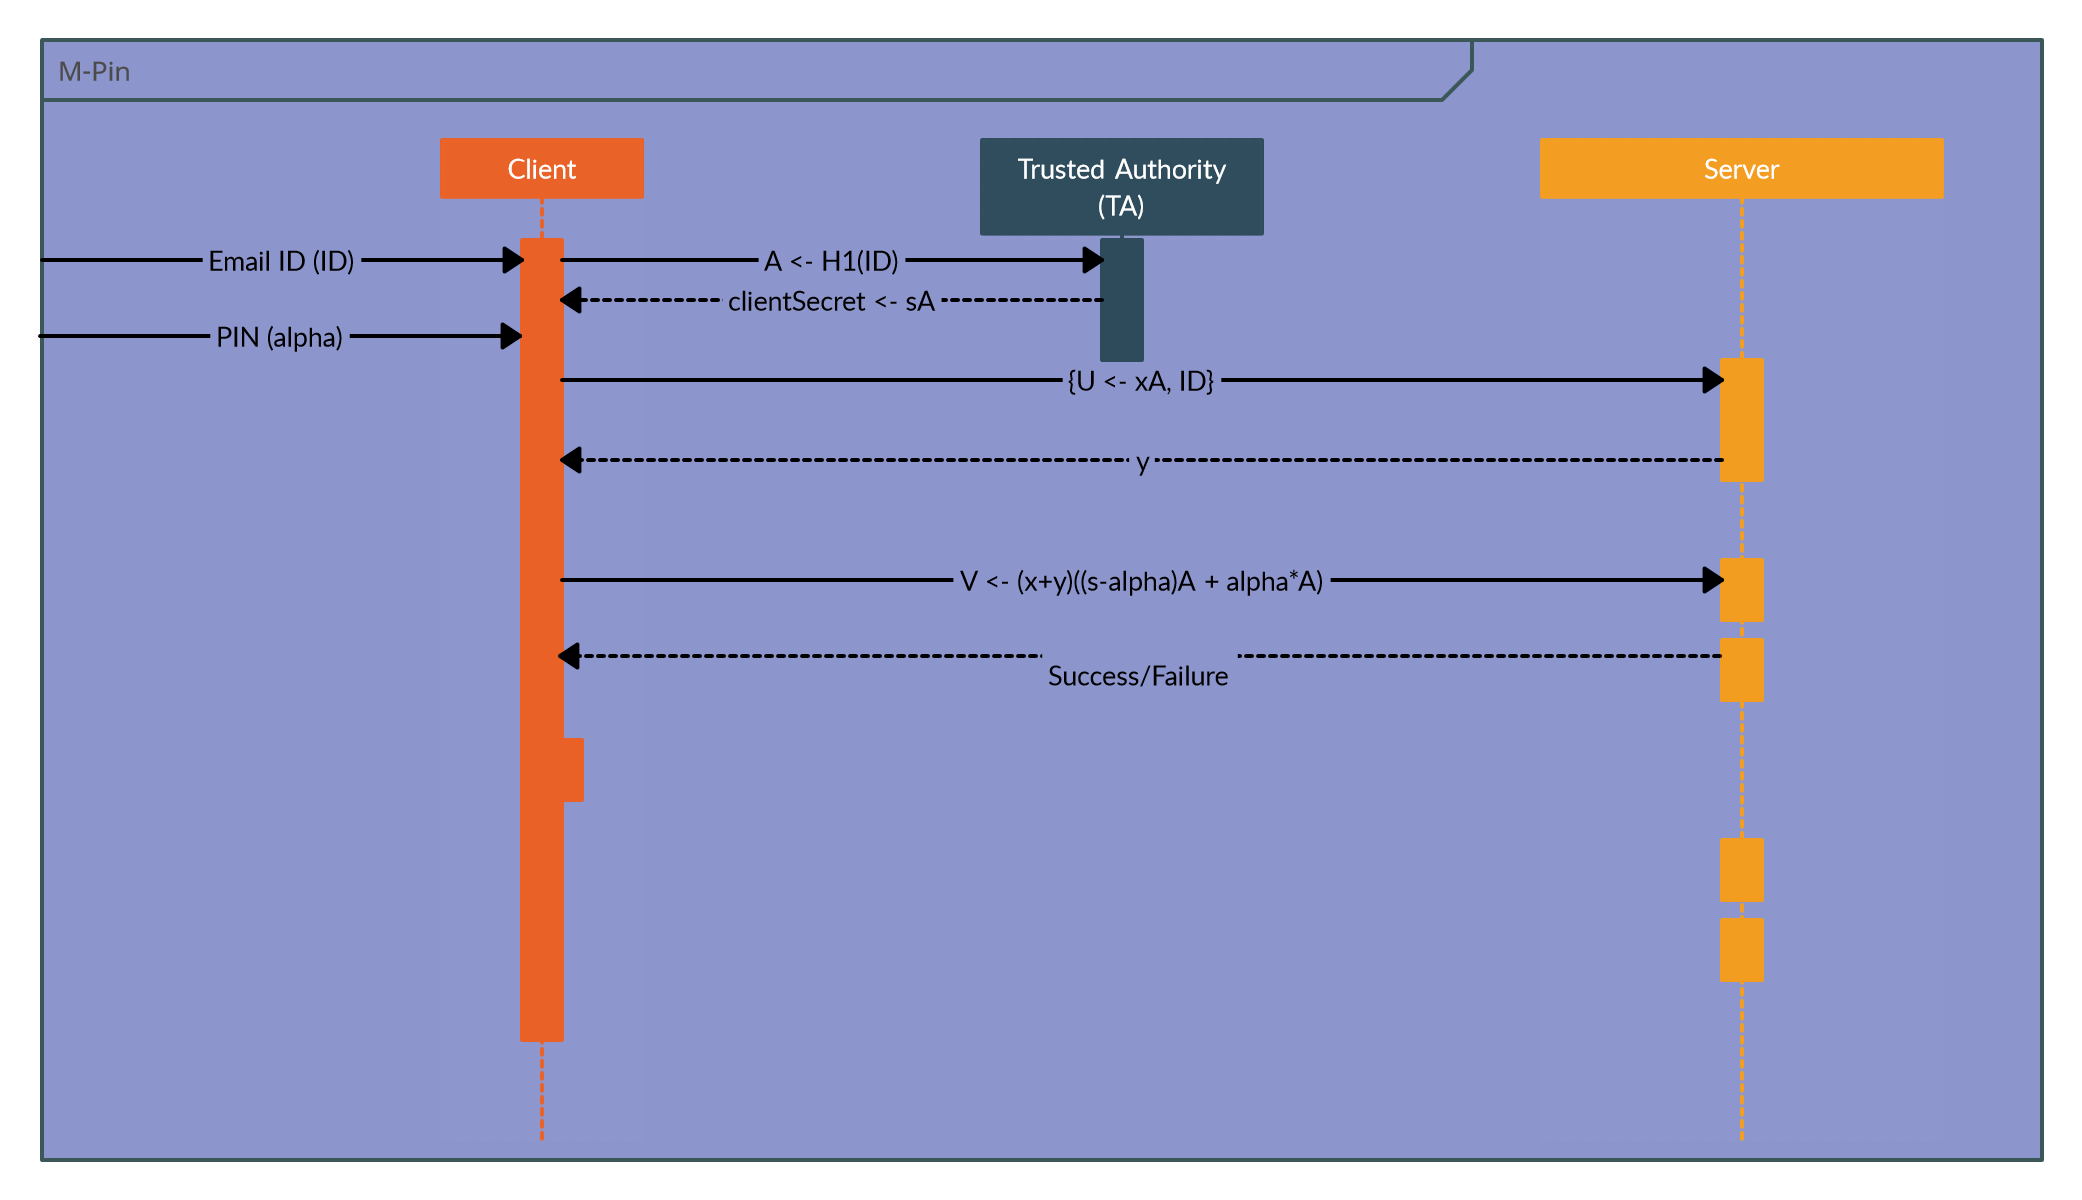 M-Pin
Client
Trusted Authority
(TA)
Server
Email ID (ID)
A <- H1(ID)
clientSecret <- sA
PIN (alpha)
{U <- xA, ID}
y
V <- (x+y)((s-alpha)A + alpha*A)
Success/Failure